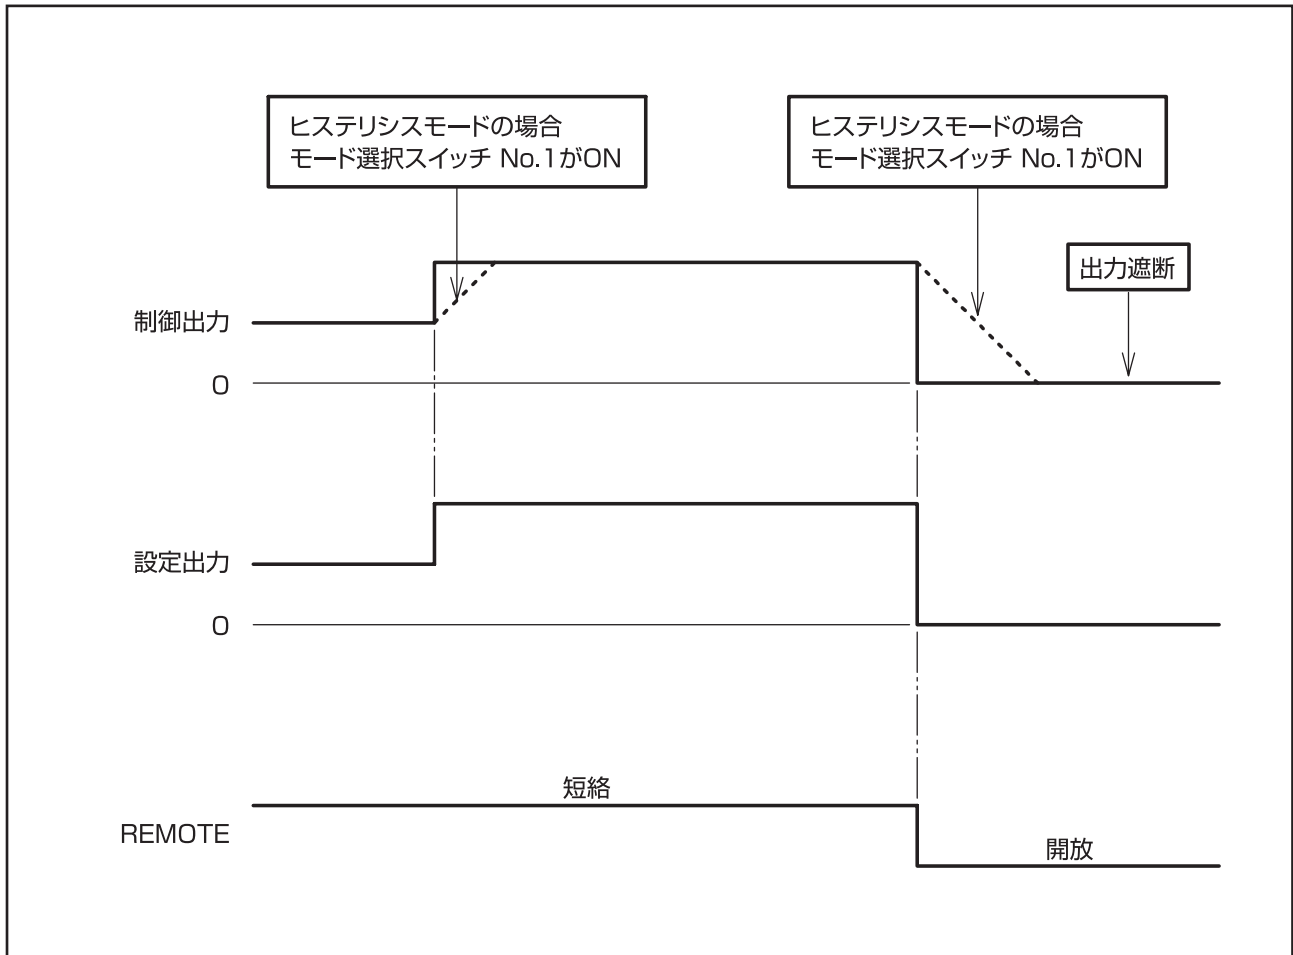 ヒステリシスモードの場合
モード選択スイッチ No.1がON
ヒステリシスモードの場合
モード選択スイッチ No.1がON
出力遮断
制御出力
0
設定出力
0
短絡
REMOTE
開放